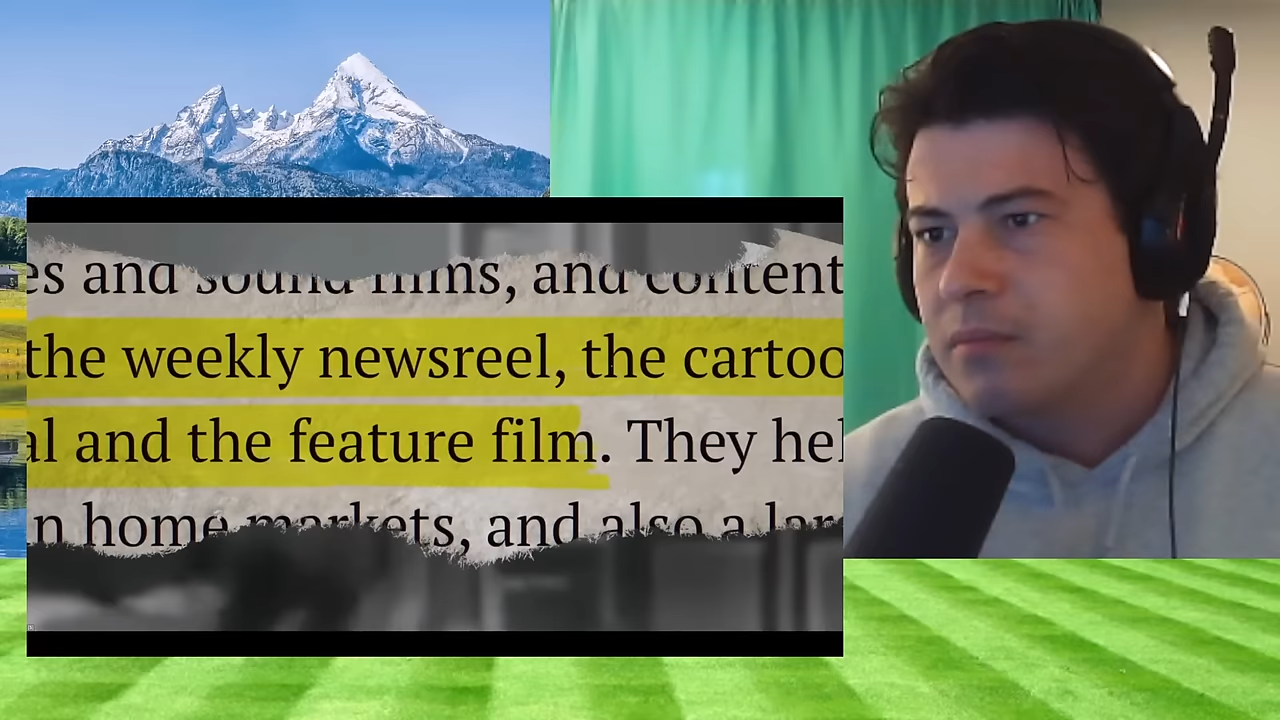 es and sound films, and content
the weekly newsreel, the cartoo
al and the feature film. They hel
n home markets, and also a lar